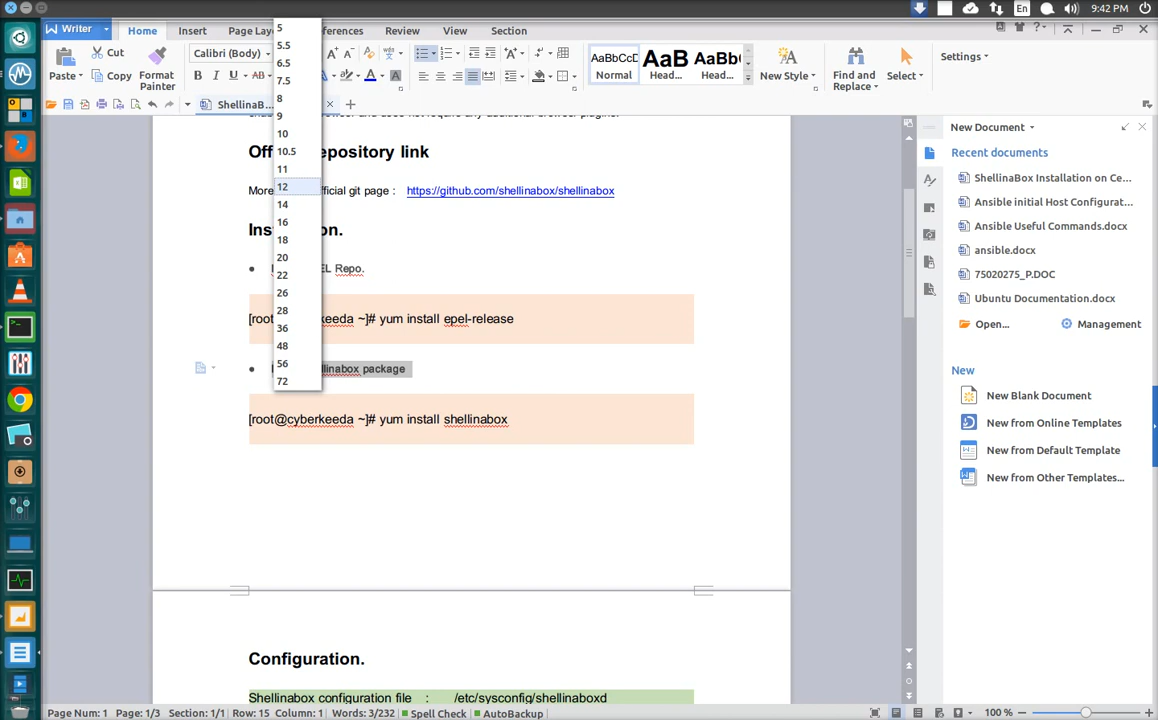 En
9:42 PM
Writer
Home
Insert
Page Lay
ferences
Review
View
Section
Cut
Calibri (Body)
Paste
Copy
Format Painter
B I U AB
AaBbCcD
AaB
AaBb
Normal
Head...
Head...
New Style
Find and Replace
Select
Settings
ShellinaB...
5
5.5
6.5
7.5
8
9
10
10.5
11
12
14
16
18
20
22
26
28
36
48
56
72
Off epository link
More fficial git page : https://github.com/shellinabox/shellinabox
Ins on.
EL Repo.
[root keeda ~]# yum install epel-release
llinabox package
[root@cyberkeeda ~]# yum install shellinabox
Configuration.
Shellinabox configuration file : /etc/sysconfig/shellinaboxd
New Document
Recent documents
ShellinaBox Installation on Ce...
Ansible initial Host Configurat...
Ansible Useful Commands.docx
ansible.docx
75020275_P.DOC
Ubuntu Documentation.docx
Open...
Management
New
New Blank Document
New from Online Templates
New from Default Template
New from Other Templates...
Page Num: 1 Page: 1/3 Section: 1/1 Row: 15 Column: 1 Words: 3/232 Spell Check AutoBackup
100 %